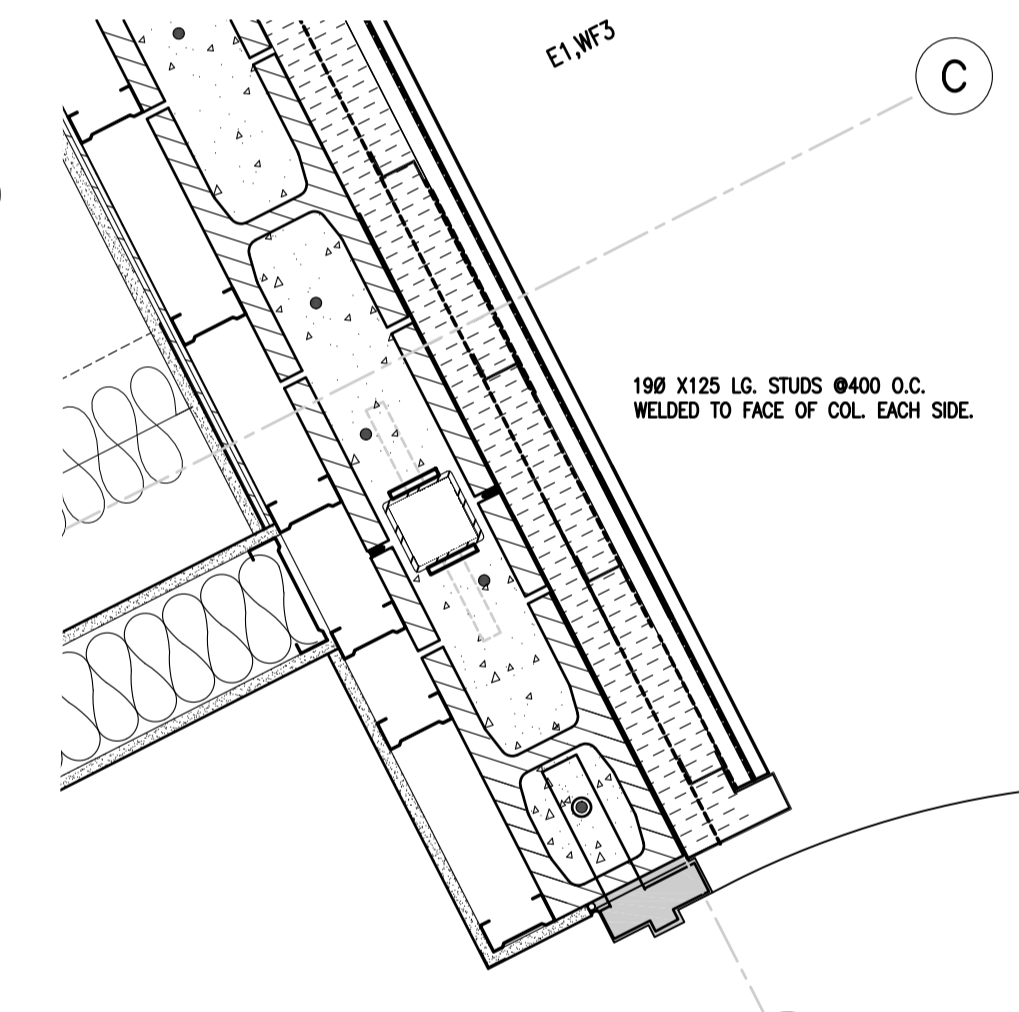 E1,WF3
C
19Ø X125 LG. STUDS @400 O.C.
WELDED TO FACE OF COL. EACH SIDE.